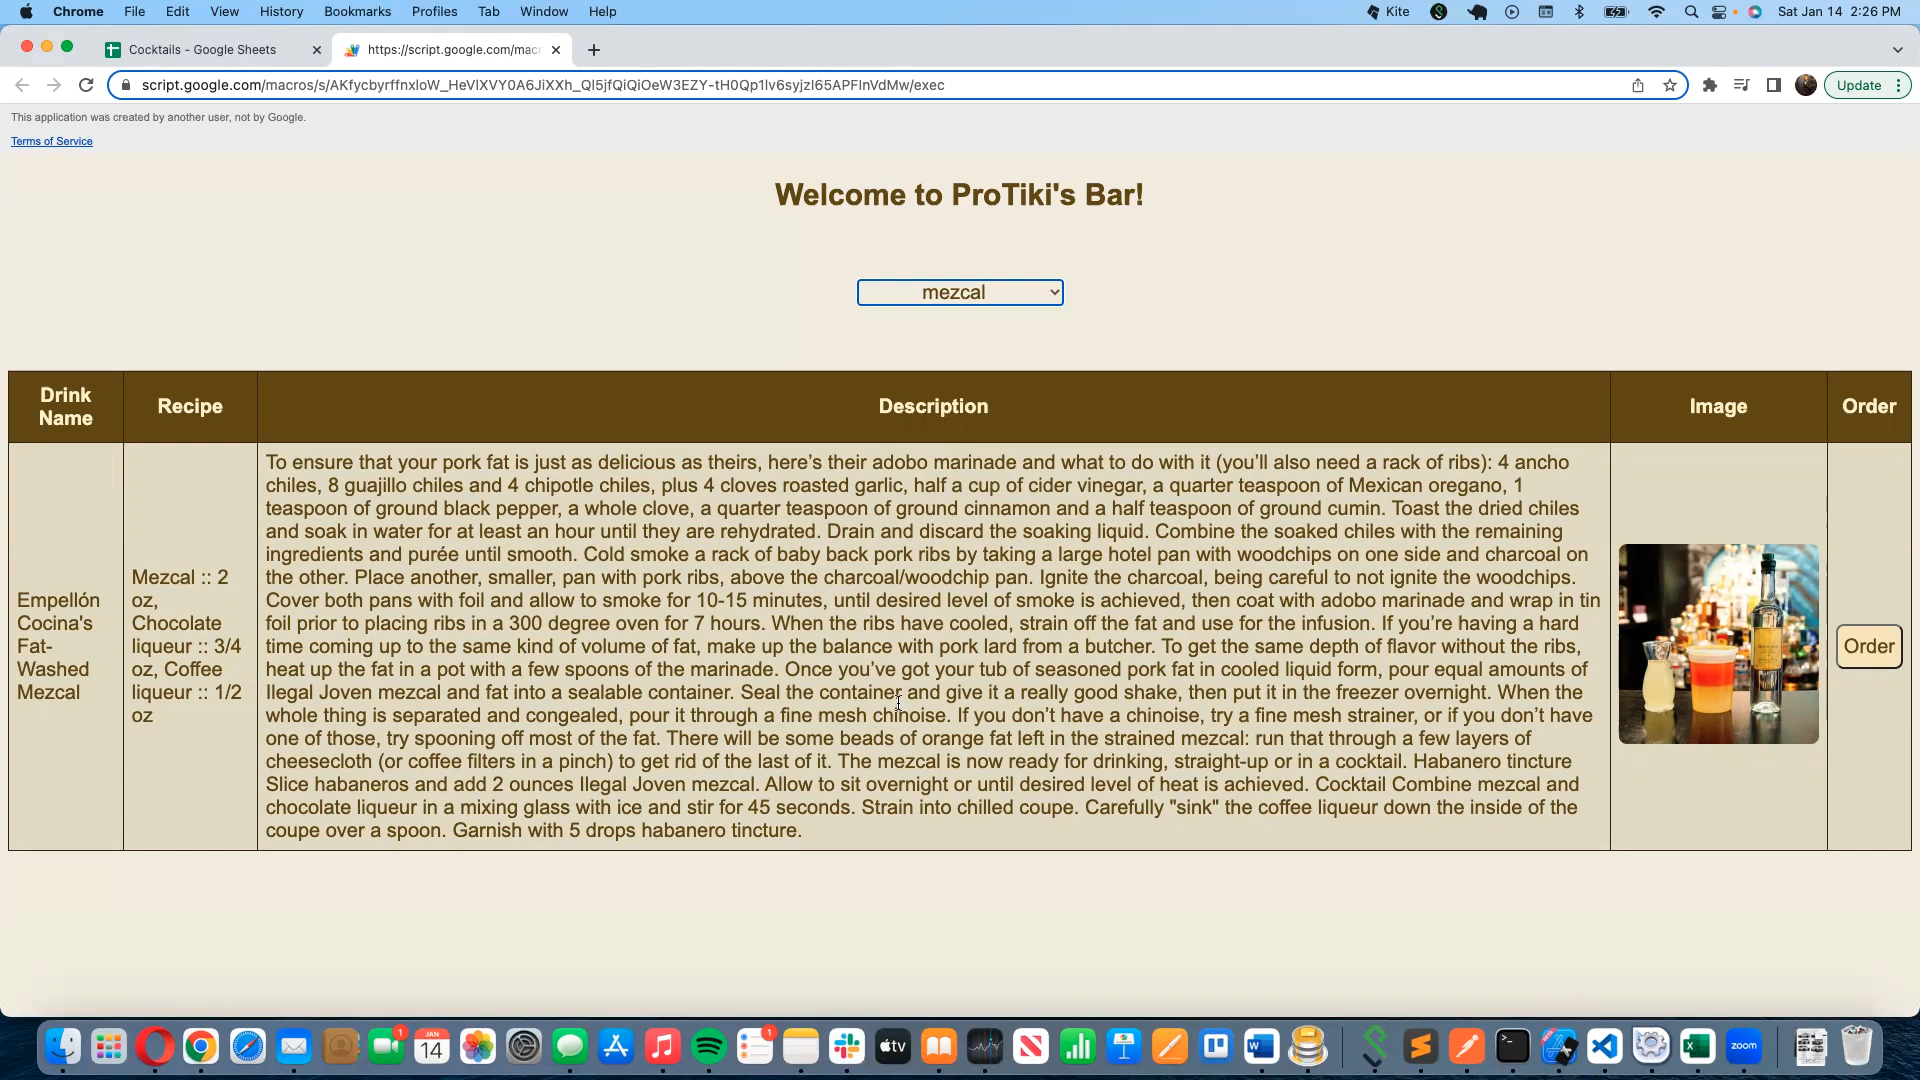 Chrome File Edit View History Bookmarks Profiles Tab Window Help Kite Sat Jan 14 2:26 PM
Cocktails - Google Sheets https://script.google.com/mac
script.google.com/macros/s/ Update
This application was created by another user, not by Google.
Terms of Service
Welcome to ProTiki's Bar!
mezcal
Drink
Name
Recipe
Description
Image
Order
Empellón
Cocina's
Fat-
Washed
Mezcal
Mezcal :: 2
oz,
Chocolate
liqueur :: 3/4
oz, Coffee
liqueur :: 1/2
oz
To ensure that your pork fat is just as delicious as theirs, here’s their adobo marinade and what to do with it (you’ll also need a rack of ribs): 4 ancho
chiles, 8 guajillo chiles and 4 chipotle chiles, plus 4 cloves roasted garlic, half a cup of cider vinegar, a quarter teaspoon of Mexican oregano, 1
teaspoon of ground black pepper, a whole clove, a quarter teaspoon of ground cinnamon and a half teaspoon of ground cumin. Toast the dried chiles
and soak in water for at least an hour until they are rehydrated. Drain and discard the soaking liquid. Combine the soaked chiles with the remaining
ingredients and purée until smooth. Cold smoke a rack of baby back pork ribs by taking a large hotel pan with woodchips on one side and charcoal on
the other. Place another, smaller, pan with pork ribs, above the charcoal/woodchip pan. Ignite the charcoal, being careful to not ignite the woodchips.
Cover both pans with foil and allow to smoke for 10-15 minutes, until desired level of smoke is achieved, then coat with adobo marinade and wrap in tin
foil prior to placing ribs in a 300 degree oven for 7 hours. When the ribs have cooled, strain off the fat and use for the infusion. If you’re having a hard
time coming up to the same kind of volume of fat, make up the balance with pork lard from a butcher. To get the same depth of flavor without the ribs,
heat up the fat in a pot with a few spoons of the marinade. Once you’ve got your tub of seasoned pork fat in cooled liquid form, pour equal amounts of
Ilegal Joven mezcal and fat into a sealable container. Seal the container and give it a really good shake, then put it in the freezer overnight. When the
whole thing is separated and congealed, pour it through a fine mesh chinoise. If you don’t have a chinoise, try a fine mesh strainer, or if you don’t have
one of those, try spooning off most of the fat. There will be some beads of orange fat left in the strained mezcal: run that through a few layers of
cheesecloth (or coffee filters in a pinch) to get rid of the last of it. The mezcal is now ready for drinking, straight-up or in a cocktail. Habanero tincture
Slice habaneros and add 2 ounces Ilegal Joven mezcal. Allow to sit overnight or until desired level of heat is achieved. Cocktail Combine mezcal and
chocolate liqueur in a mixing glass with ice and stir for 45 seconds. Strain into chilled coupe. Carefully "sink" the coffee liqueur down the inside of the
coupe over a spoon. Garnish with 5 drops habanero tincture.
Order
1
JAN
14
1
tv
zoom